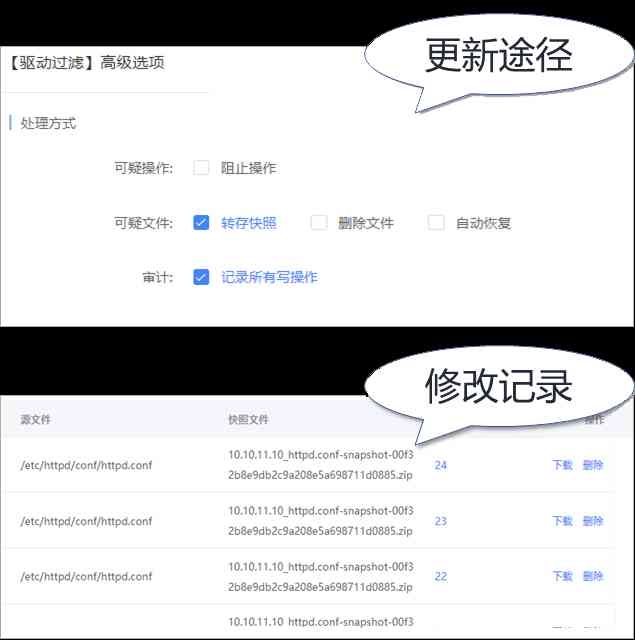 更新途径
【驱动过滤】高级选项
处理方式
可疑操作: 阻止操作
可疑文件: 转存快照 删除文件 自动恢复
审计: 记录所有写操作
修改记录
源文件 快照文件 操作
10.10.11.10_httpd.conf-snapshot-00f3
/etc/httpd/conf/httpd.conf 24 下载 删除
2b8e9db2c9a208e5a698711d0885.zip
10.10.11.10_httpd.conf-snapshot-00f3
/etc/httpd/conf/httpd.conf 23 下载 删除
2b8e9db2c9a208e5a698711d0885.zip
10.10.11.10_httpd.conf-snapshot-00f3
/etc/httpd/conf/httpd.conf 22 下载 删除
2b8e9db2c9a208e5a698711d0885.zip
10.10.11.10_httpd.conf-snapshot-00f3